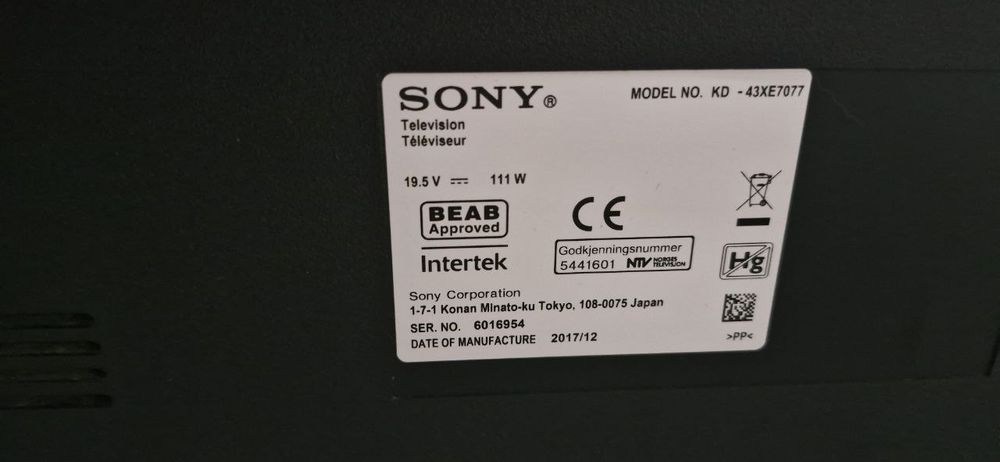 SONY®
MODEL NO. KD - 43XE7077
Television
Téléviseur
19.5 V 111 W
BEAB
Approved
Intertek
CE
Godkjenningsnummer
5441601 NTV NORGES TELEVISJON
Hg
Sony Corporation
1-7-1 Konan Minato-ku Tokyo, 108-0075 Japan
SER. NO. 6016954
DATE OF MANUFACTURE 2017/12
>PP<